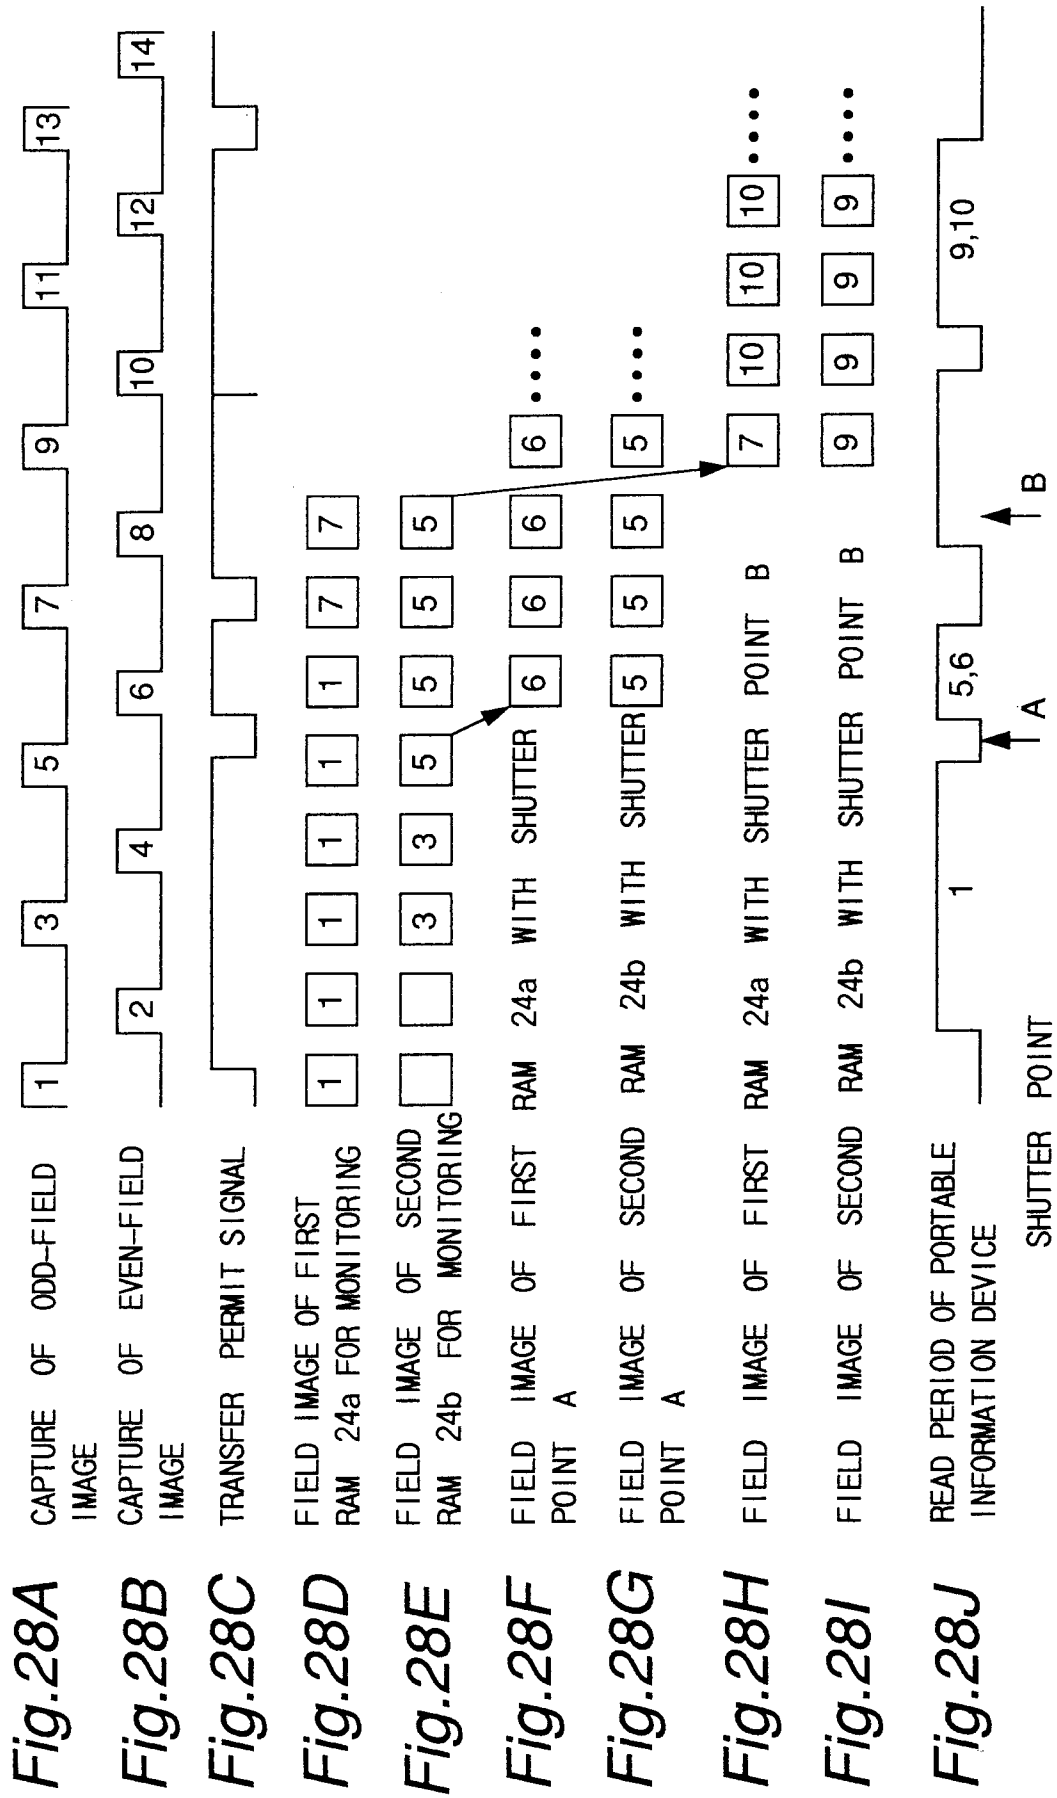 Fig.28A
CAPTURE OF ODD-FIELD
IMAGE
1 3 5 7 9 11 13
Fig.28B
CAPTURE OF EVEN-FIELD
IMAGE
2 4 6 8 10 12 14
Fig.28C
TRANSFER PERMIT SIGNAL
Fig.28D
FIELD IMAGE OF FIRST
RAM 24a FOR MONITORING
1 1 1 1 1 1 7 7
Fig.28E
FIELD IMAGE OF SECOND
RAM 24b FOR MONITORING
3 3 5 5 5 5
Fig.28F
FIELD IMAGE OF FIRST RAM 24a WITH SHUTTER
POINT A
6 6 6 6 ••••
Fig.28G
FIELD IMAGE OF SECOND RAM 24b WITH SHUTTER
POINT A
5 5 5 5 ••••
Fig.28H
FIELD IMAGE OF FIRST RAM 24a WITH SHUTTER POINT B
7 10 10 10 ••••
Fig.28I
FIELD IMAGE OF SECOND RAM 24b WITH SHUTTER POINT B
9 9 9 9 ••••
Fig.28J
READ PERIOD OF PORTABLE
INFORMATION DEVICE
1 5,6 9,10
SHUTTER POINT
A B